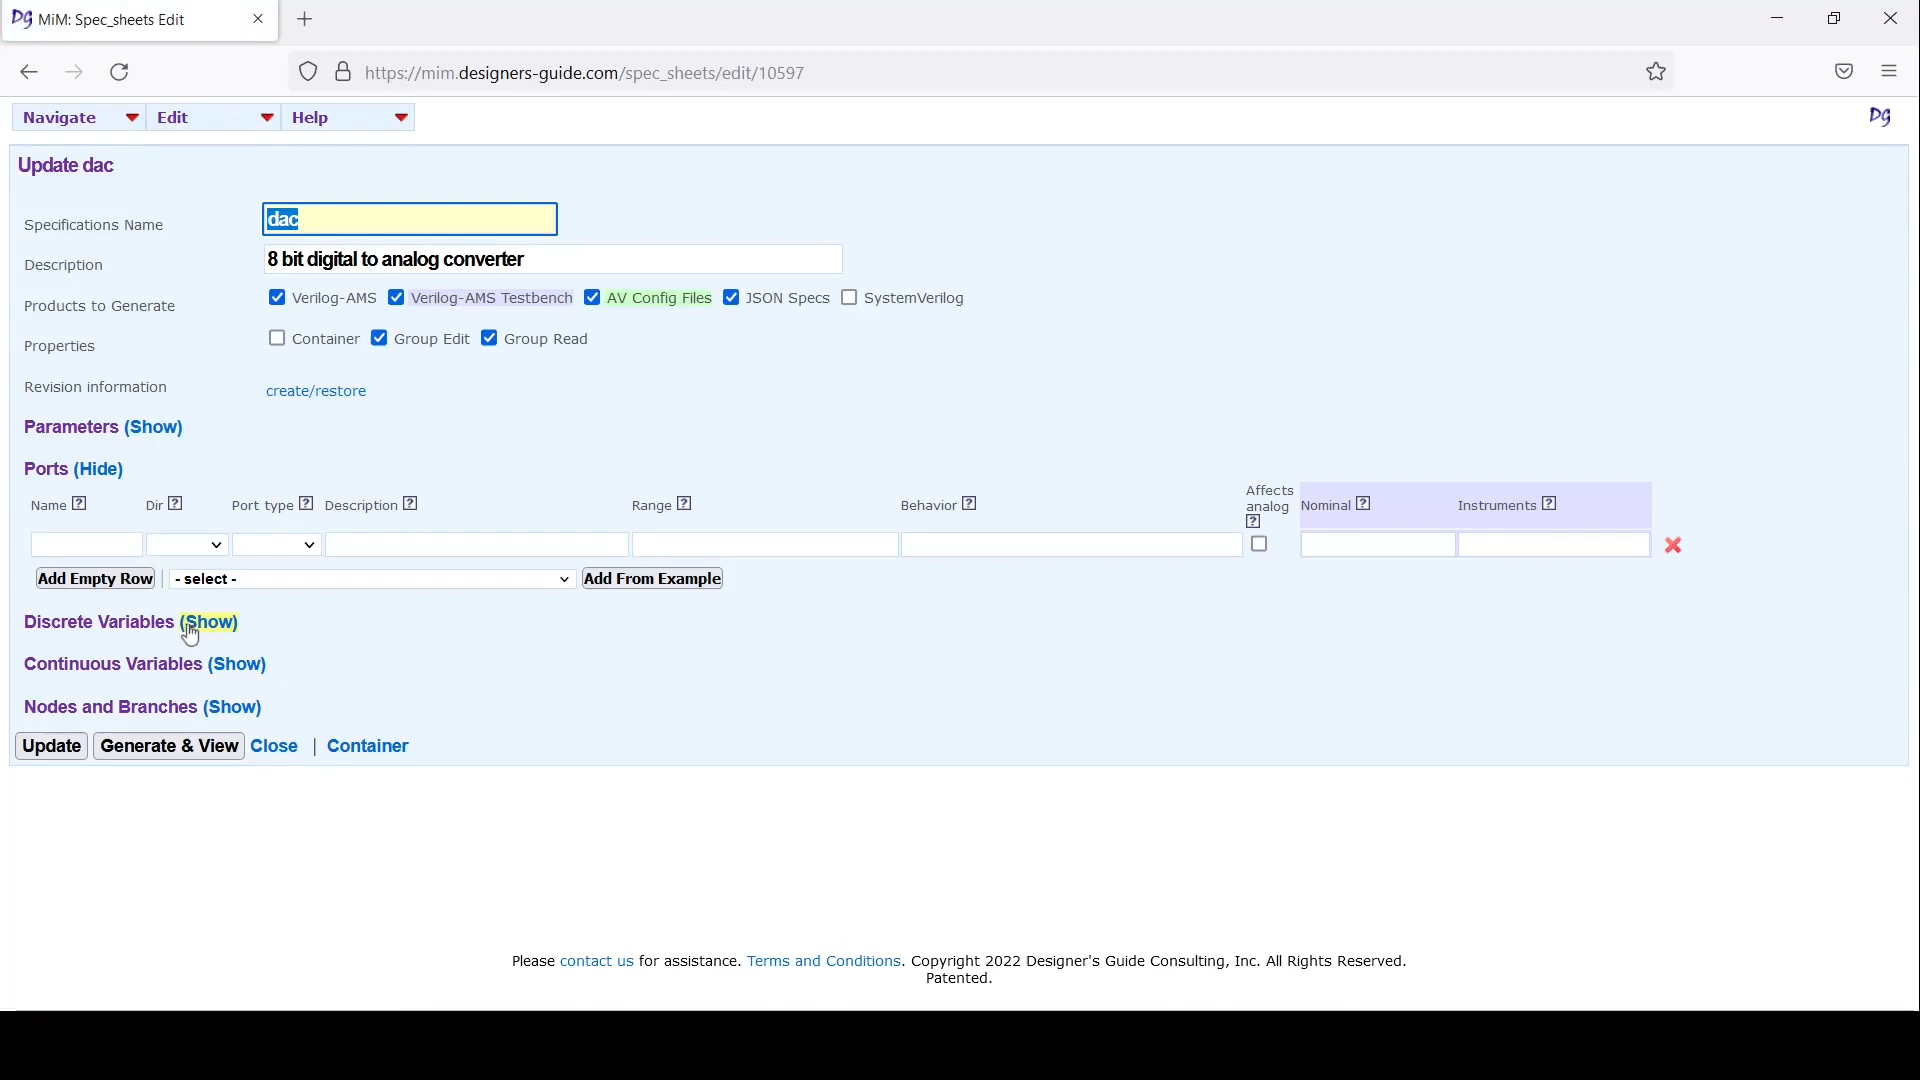 DG MiM: Spec_sheets Edit
https://mim.designers-guide.com/spec_sheets/edit/10597
Navigate Edit Help DG
Update dac
Specifications Name dac
Description 8 bit digital to analog converter
Products to Generate Verilog-AMS Verilog-AMS Testbench AV Config Files JSON Specs SystemVerilog
Properties Container Group Edit Group Read
Revision information create/restore
Parameters (Show)
Ports (Hide)
Name ? Dir ? Port type ? Description ? Range ? Behavior ? Affects analog ? Nominal ? Instruments ?
Add Empty Row | - select - Add From Example
Discrete Variables (Show)
Continuous Variables (Show)
Nodes and Branches (Show)
Update Generate & View Close | Container
Please contact us for assistance. Terms and Conditions. Copyright 2022 Designer's Guide Consulting, Inc. All Rights Reserved.
Patented.